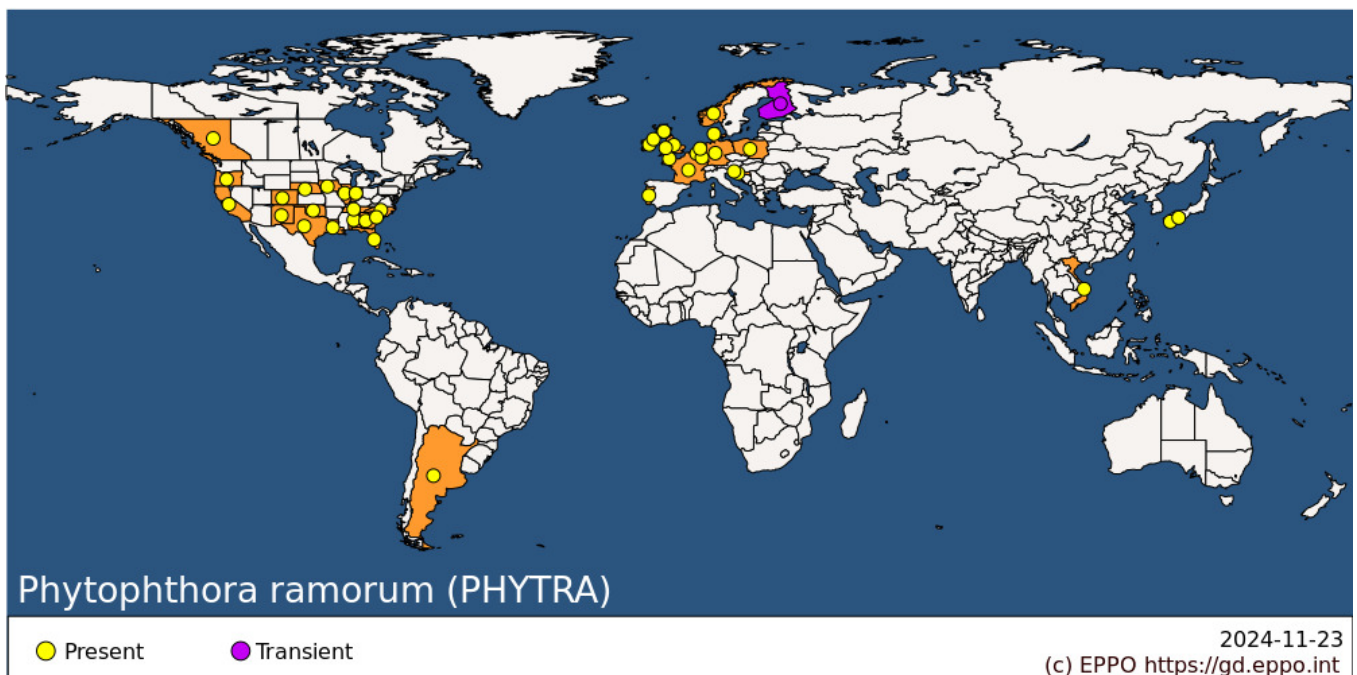 Phytophthora ramorum (PHYTRA)
Present
Transient
2024-11-23
(c) EPPO https://gd.eppo.int